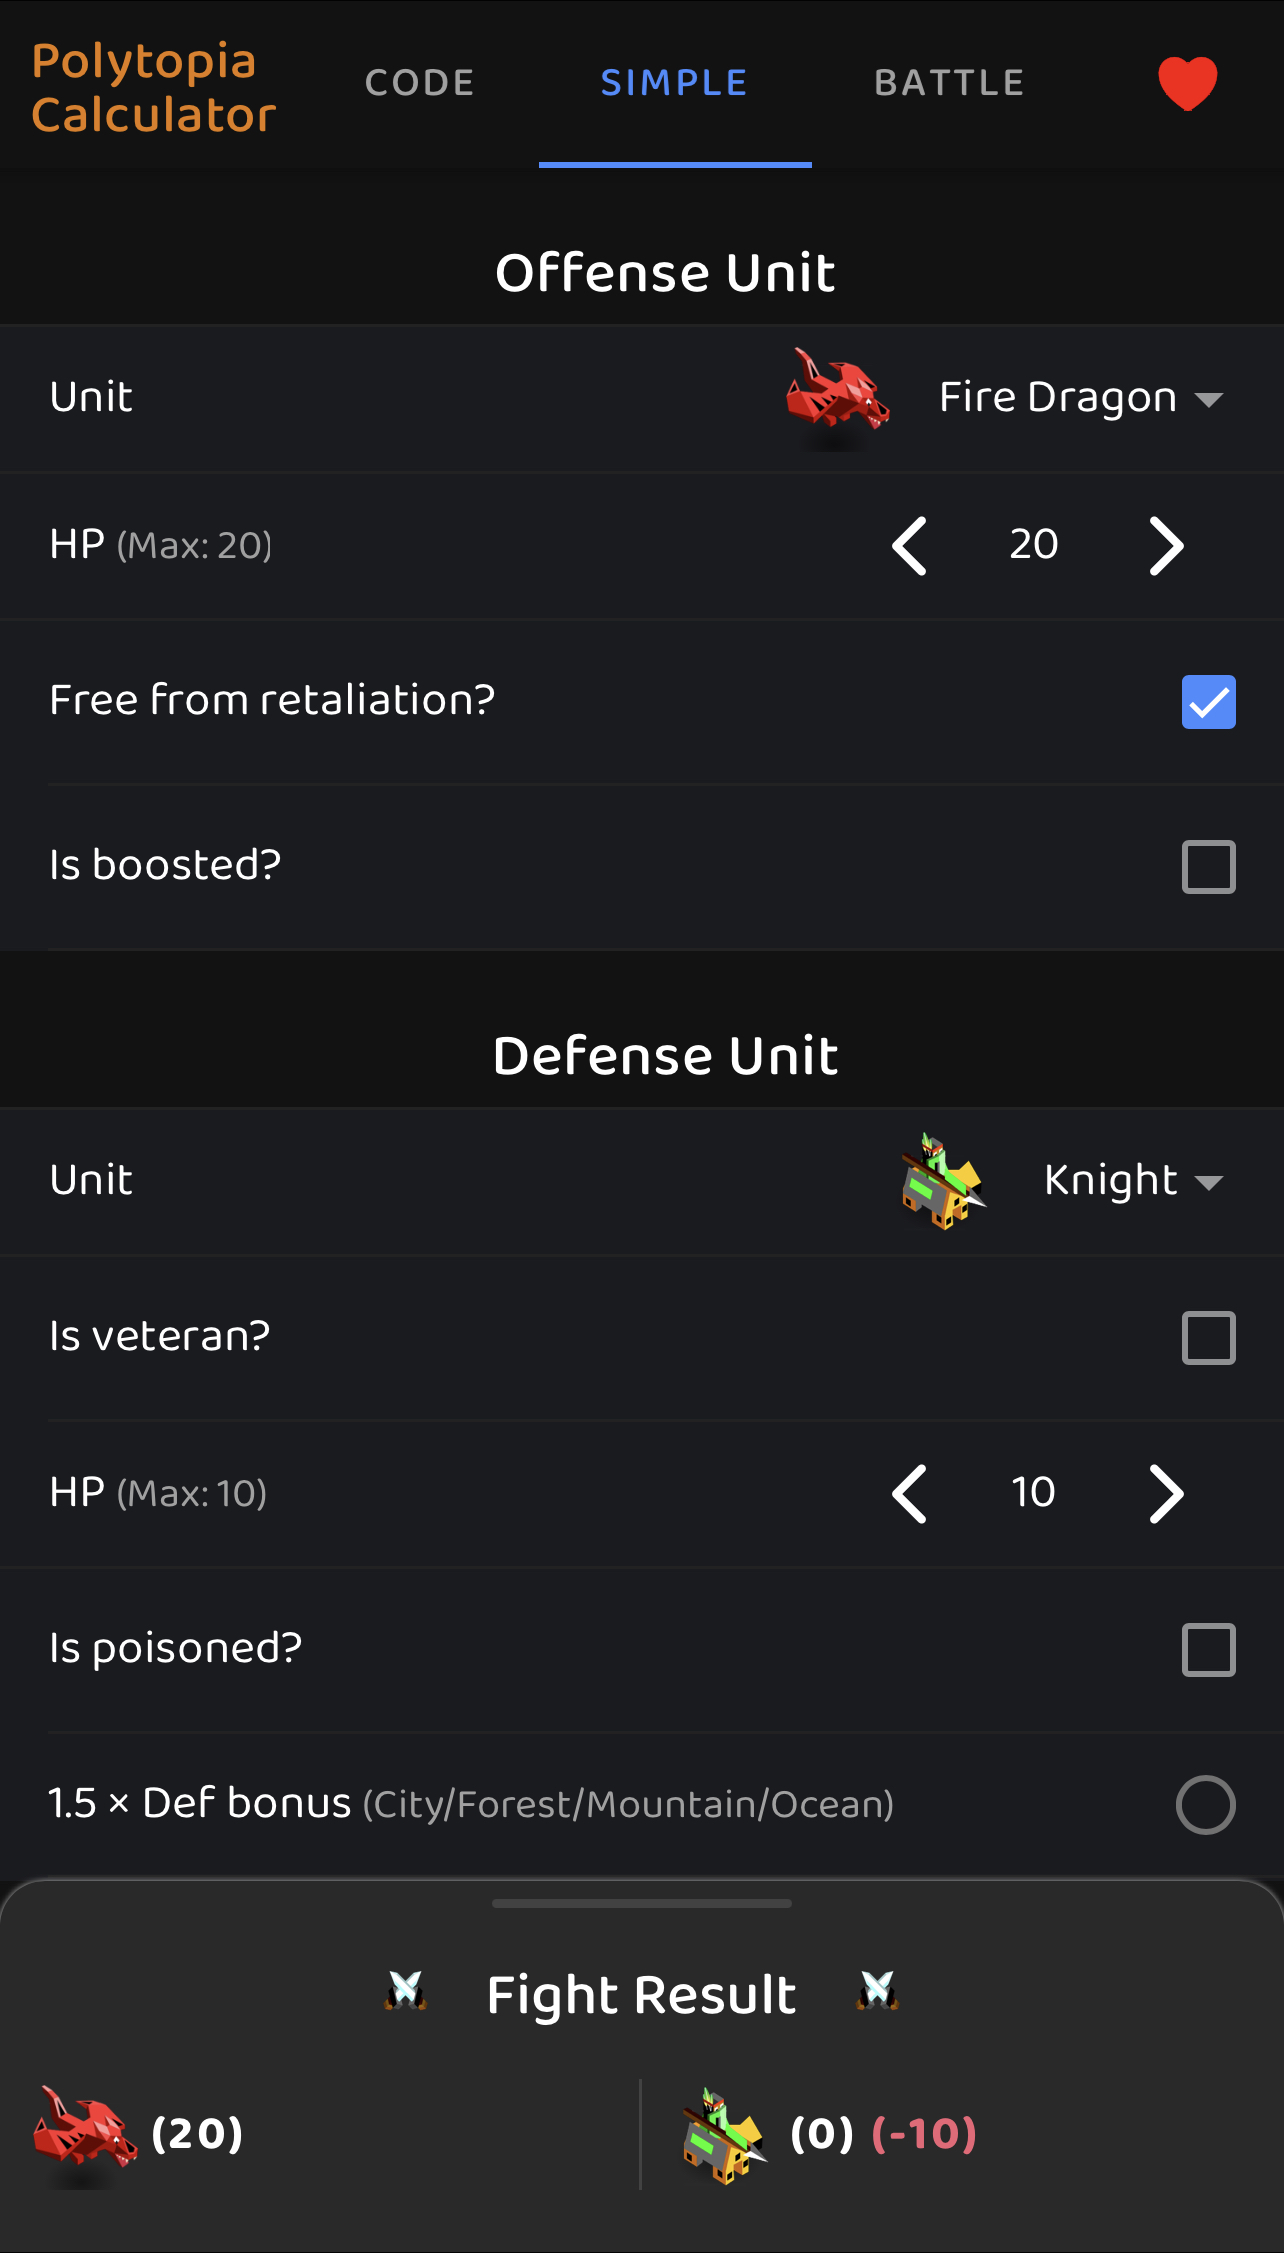 Polytopia
Calculator
CODE
SIMPLE
BATTLE
Offense Unit
Unit
Fire Dragon
HP (Max: 20)
20
Free from retaliation?
Is boosted?
Defense Unit
Unit
Knight
Is veteran?
HP (Max: 10)
10
Is poisoned?
1.5 × Def bonus (City/Forest/Mountain/Ocean)
Fight Result
(20)
(0) (-10)